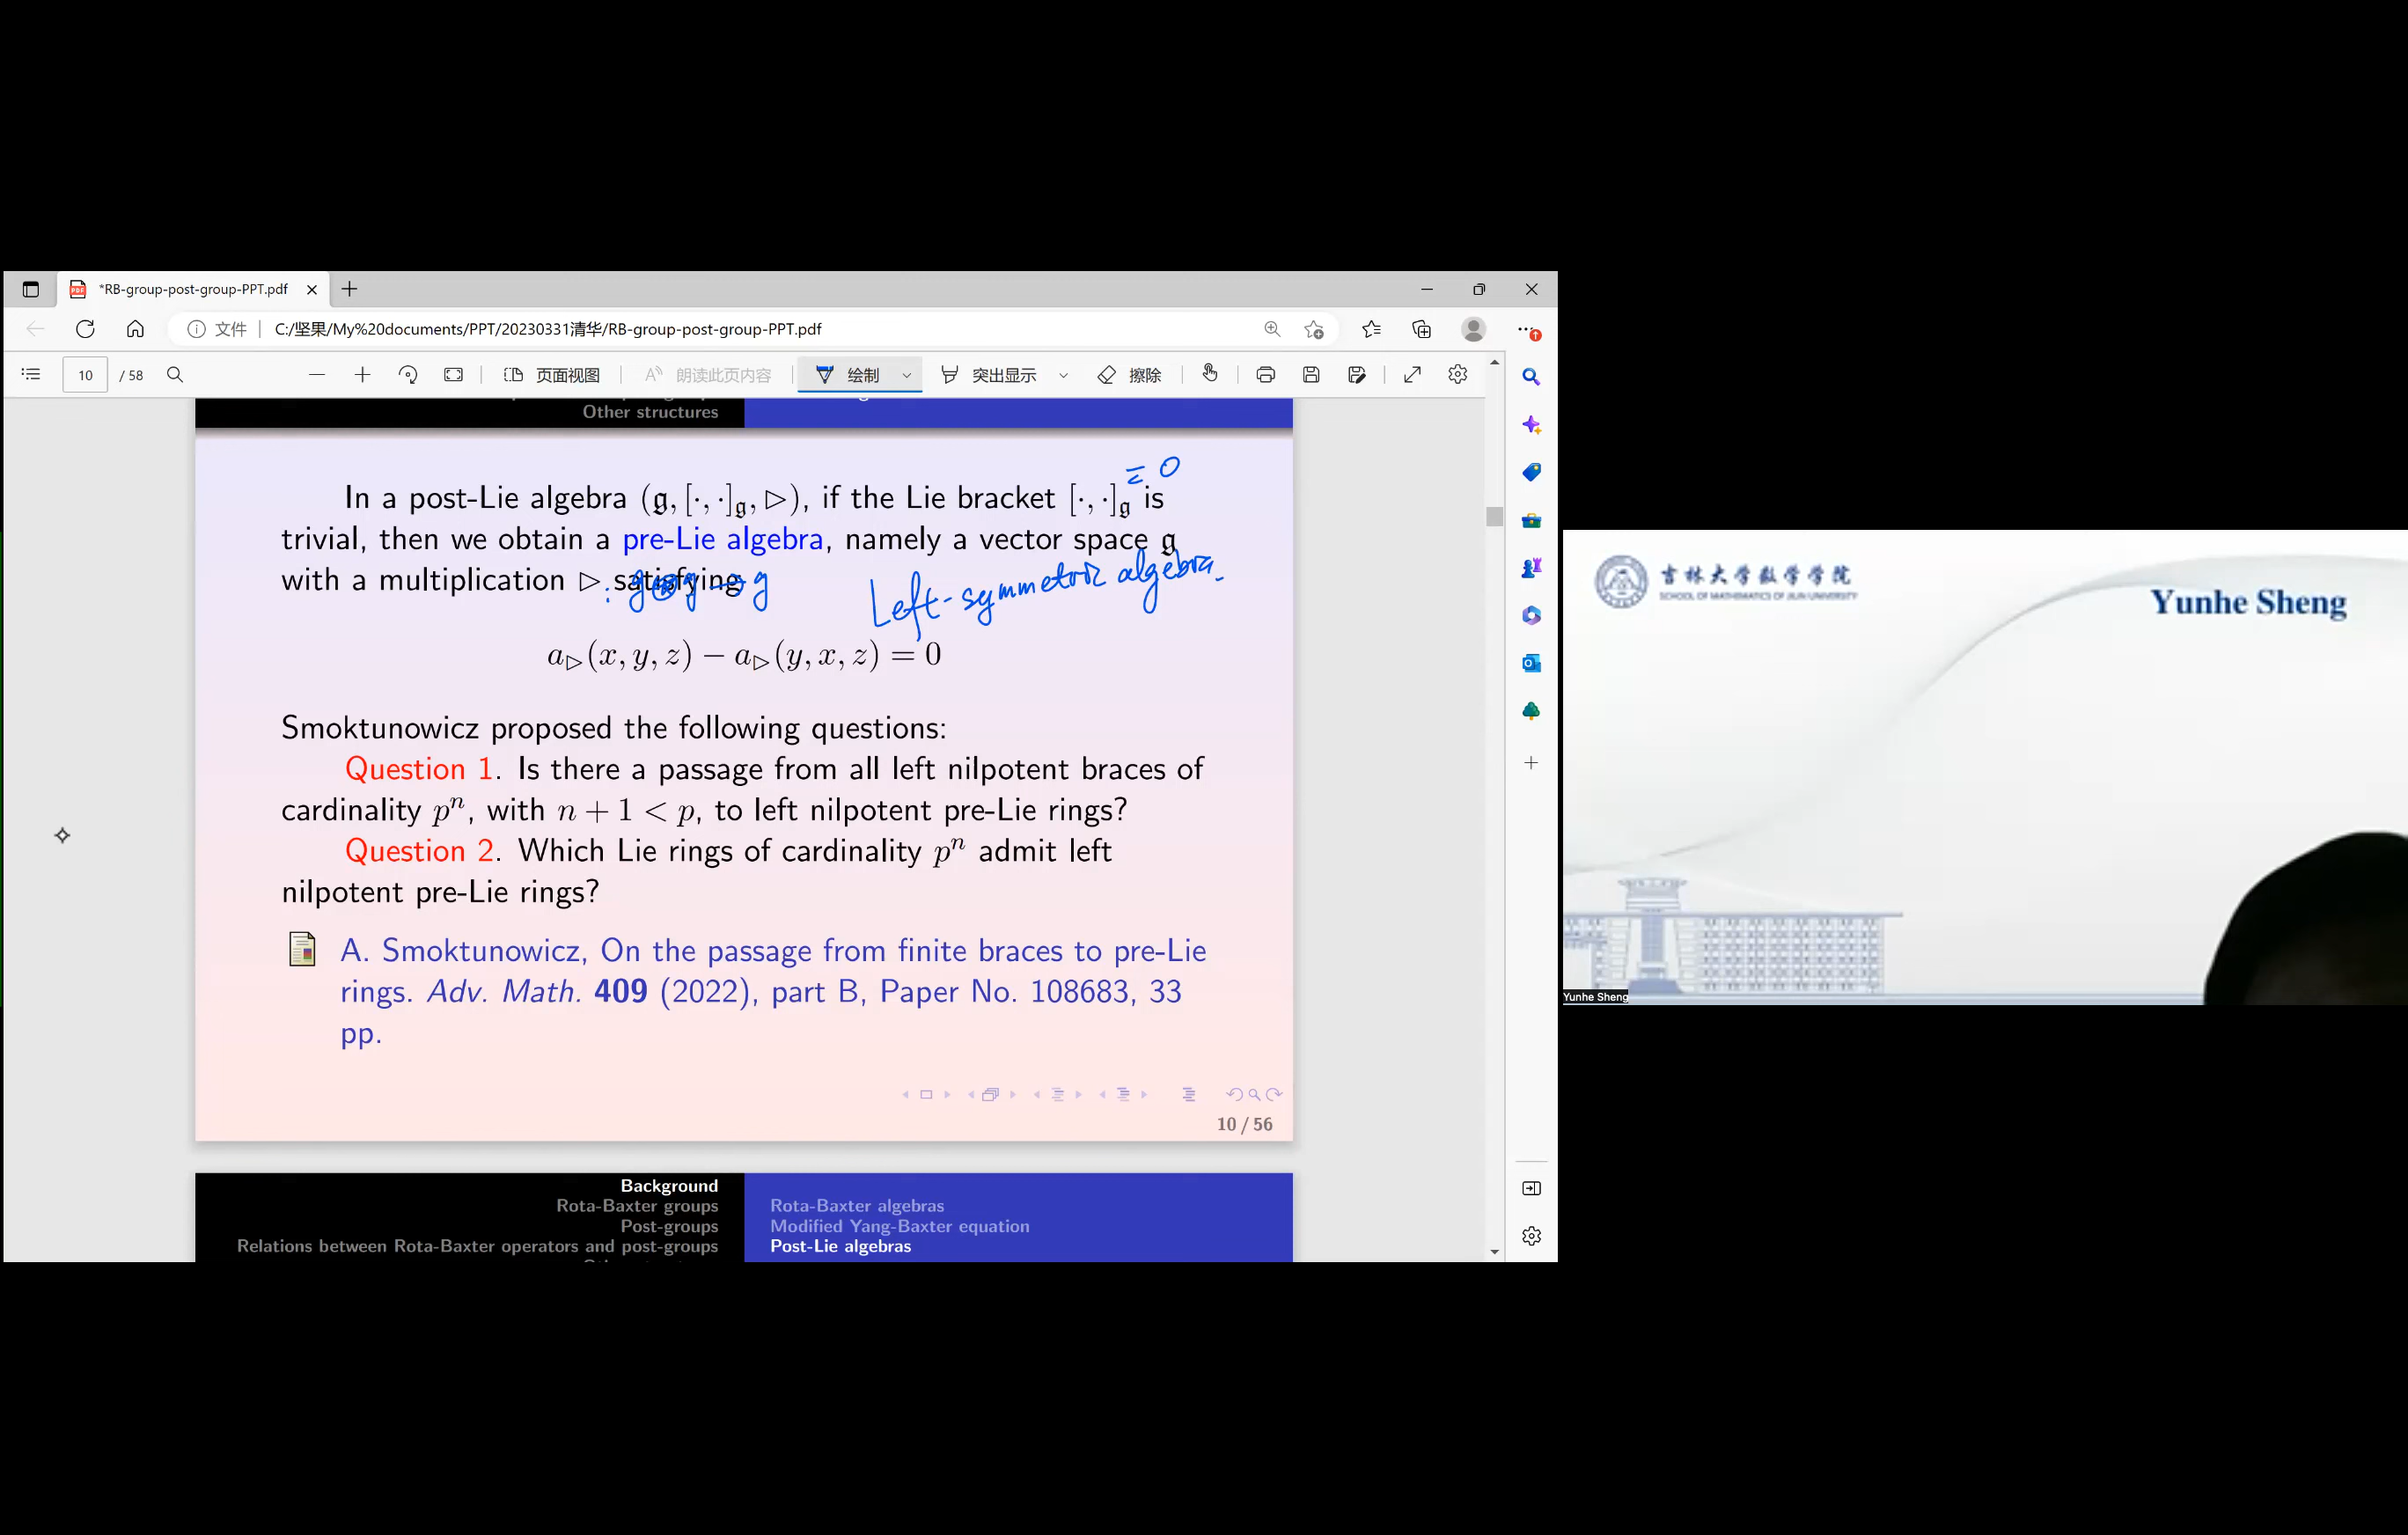 *RB-group-post-group-PPT.pdf
文件 C:/坚果/My%20documents/PPT/20230331清华/RB-group-post-group-PPT.pdf
10 / 58 页面视图 朗读此页内容 绘制 突出显示 擦除
Other structures
= 0
In a post-Lie algebra (𝔤, [·, ·]𝔤, ▷), if the Lie bracket [·, ·]𝔤 is
trivial, then we obtain a pre-Lie algebra, namely a vector space 𝔤
with a multiplication ▷ satisfying
: g⊗g → g
Left-symmetric algebra.
a▷(x, y, z) − a▷(y, x, z) = 0
Smoktunowicz proposed the following questions:
Question 1. Is there a passage from all left nilpotent braces of
cardinality pⁿ, with n + 1 < p, to left nilpotent pre-Lie rings?
Question 2. Which Lie rings of cardinality pⁿ admit left
nilpotent pre-Lie rings?
A. Smoktunowicz, On the passage from finite braces to pre-Lie
rings. Adv. Math. 409 (2022), part B, Paper No. 108683, 33
pp.
10 / 56
Background
Rota-Baxter groups
Post-groups
Relations between Rota-Baxter operators and post-groups
Rota-Baxter algebras
Modified Yang-Baxter equation
Post-Lie algebras
吉林大学数学学院
SCHOOL OF MATHEMATICS OF JILIN UNIVERSITY
Yunhe Sheng
Yunhe Sheng